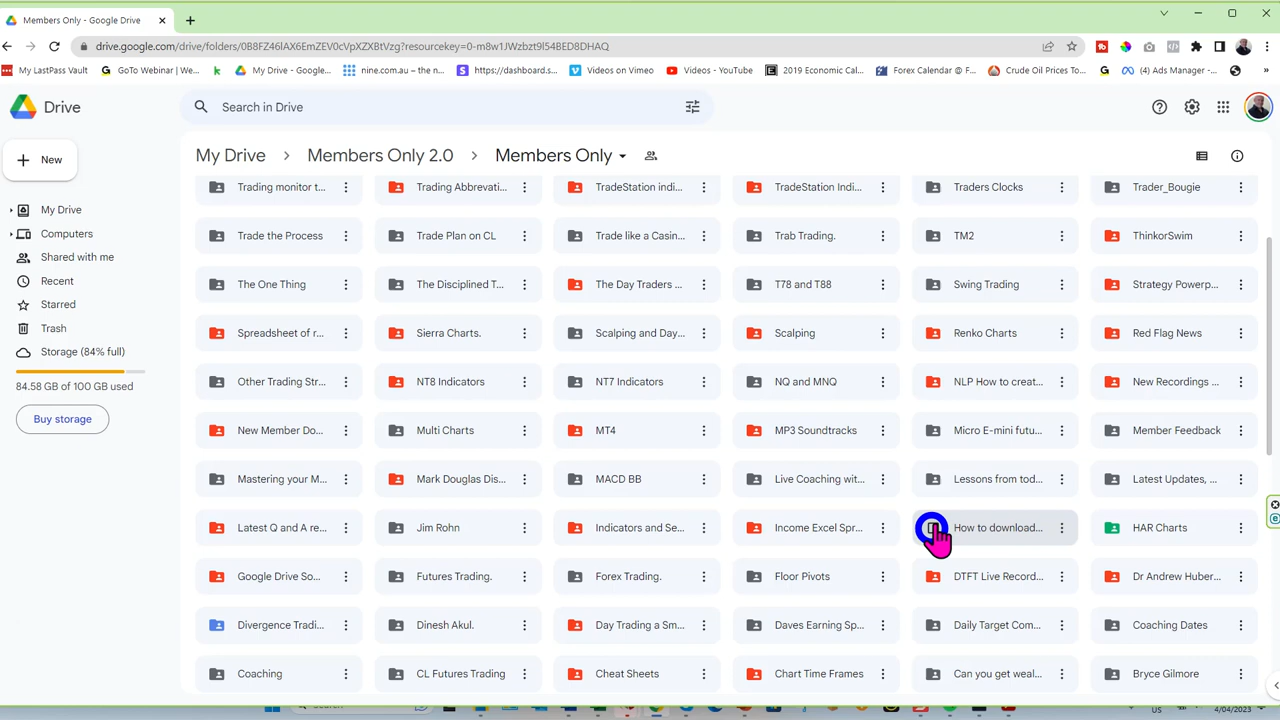 Members Only - Google Drive
drive.google.com/drive/folders/0B8FZ46lAX6EmZEV0cVpXZXBtVzg?resourcekey=0-m8w1JWzbzt9l54BED8DHAQ
My LastPass Vault
GoTo Webinar | We...
My Drive - Google...
nine.com.au – the n...
https://dashboard.s...
Videos on Vimeo
Videos - YouTube
2019 Economic Cal...
Forex Calendar @ F...
Crude Oil Prices To...
(4) Ads Manager -...
Drive
Search in Drive
New
My Drive
Members Only 2.0
Members Only
My Drive
Computers
Shared with me
Recent
Starred
Trash
Storage (84% full)
84.58 GB of 100 GB used
Buy storage
Trading monitor t...
Trading Abbrevati...
TradeStation indi...
TradeStation Indi...
Traders Clocks
Trader_Bougie
Trade the Process
Trade Plan on CL
Trade like a Casin...
Trab Trading.
TM2
ThinkorSwim
The One Thing
The Disciplined T...
The Day Traders ...
T78 and T88
Swing Trading
Strategy Powerp...
Spreadsheet of r...
Sierra Charts.
Scalping and Day...
Scalping
Renko Charts
Red Flag News
Other Trading Str...
NT8 Indicators
NT7 Indicators
NQ and MNQ
NLP How to creat...
New Recordings ...
New Member Do...
Multi Charts
MT4
MP3 Soundtracks
Micro E-mini futu...
Member Feedback
Mastering your M...
Mark Douglas Dis...
MACD BB
Live Coaching wit...
Lessons from tod...
Latest Updates, ...
Latest Q and A re...
Jim Rohn
Indicators and Se...
Income Excel Spr...
How to download...
HAR Charts
Google Drive So...
Futures Trading.
Forex Trading.
Floor Pivots
DTFT Live Record...
Dr Andrew Huber...
Divergence Tradi...
Dinesh Akul.
Day Trading a Sm...
Daves Earning Sp...
Daily Target Com...
Coaching Dates
Coaching
CL Futures Trading
Cheat Sheets
Chart Time Frames
Can you get weal...
Bryce Gilmore
Search
US
4/04/2023